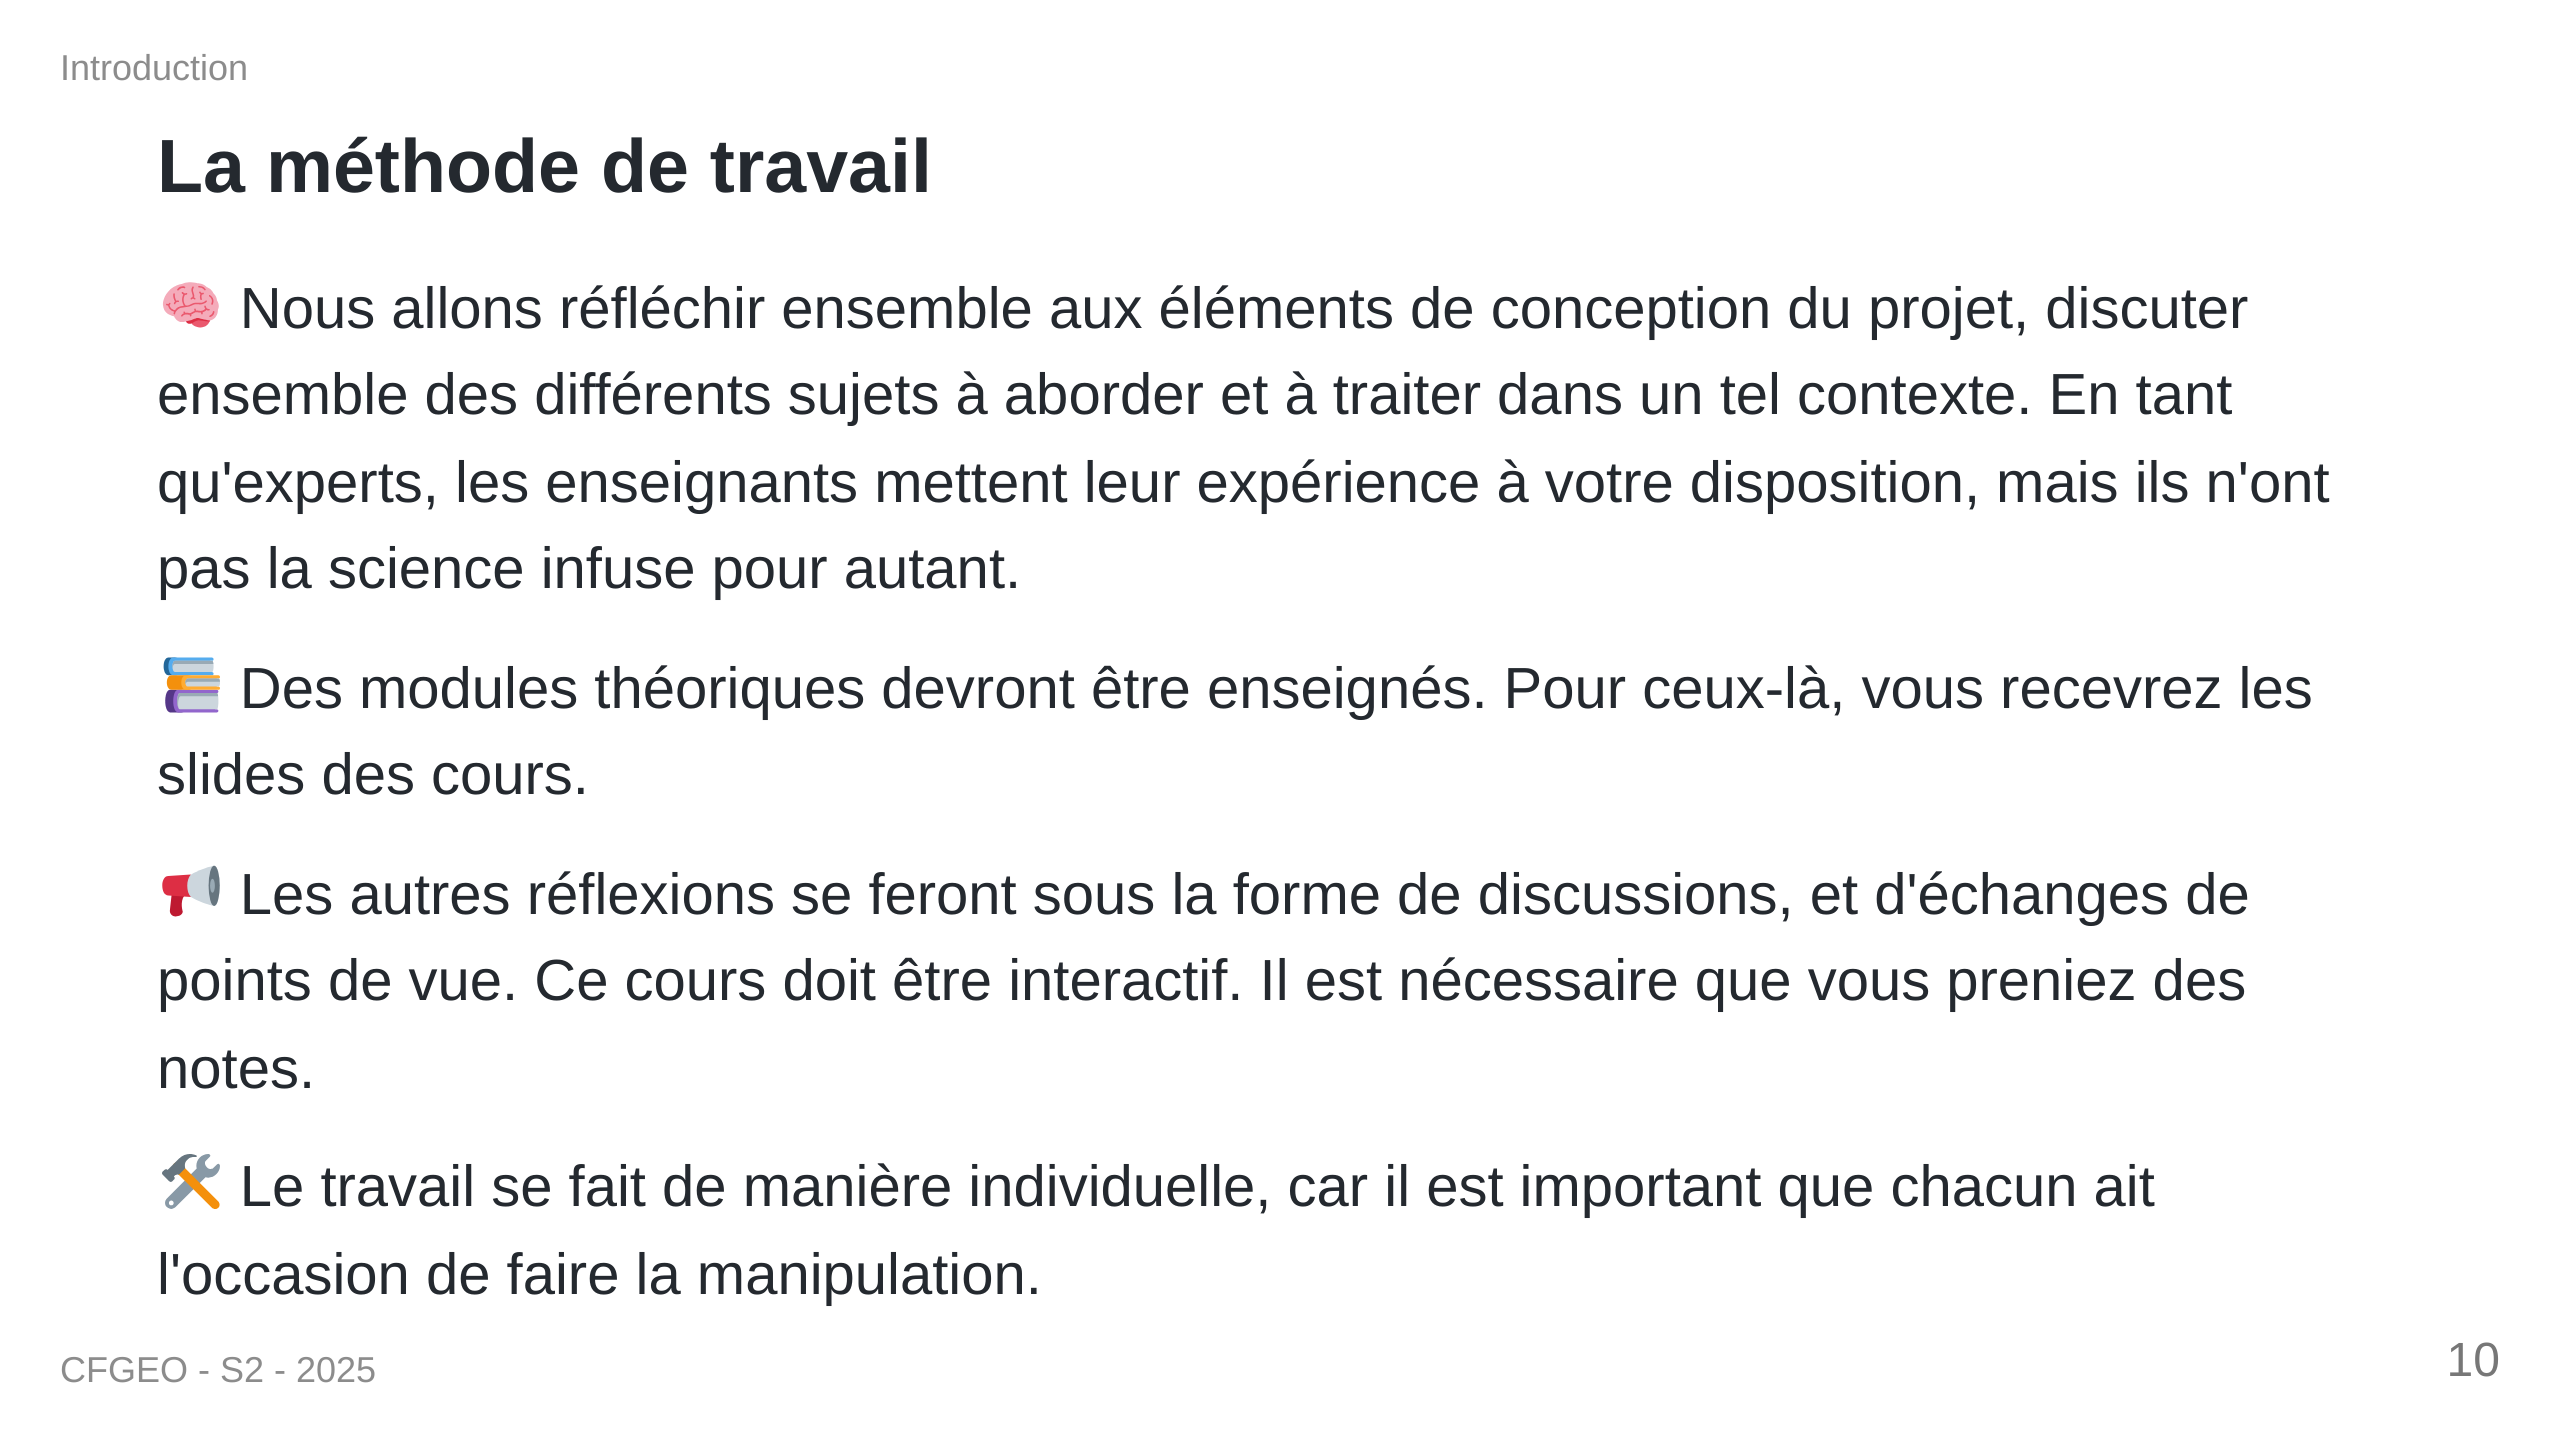 Introduction
La méthode de travail
🧠 Nous allons réfléchir ensemble aux éléments de conception du projet, discuter
ensemble des différents sujets à aborder et à traiter dans un tel contexte. En tant
qu'experts, les enseignants mettent leur expérience à votre disposition, mais ils n'ont
pas la science infuse pour autant.
📚 Des modules théoriques devront être enseignés. Pour ceux-là, vous recevrez les
slides des cours.
📢 Les autres réflexions se feront sous la forme de discussions, et d'échanges de
points de vue. Ce cours doit être interactif. Il est nécessaire que vous preniez des
notes.
🛠️ Le travail se fait de manière individuelle, car il est important que chacun ait
l'occasion de faire la manipulation.
CFGEO - S2 - 2025
10